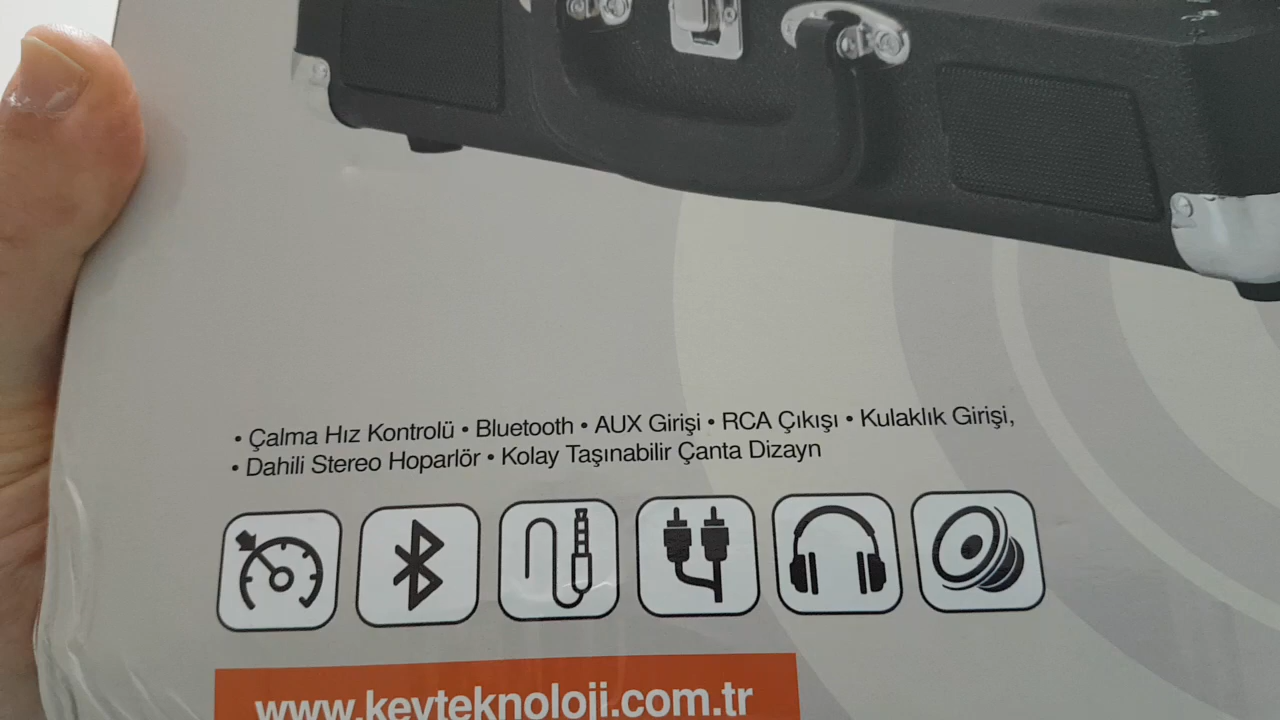 • Çalma Hız Kontrolü • Bluetooth • AUX Girişi • RCA Çıkışı • Kulaklık Girişi,
• Dahili Stereo Hoparlör • Kolay Taşınabilir Çanta Dizayn
www.keyteknoloji.com.tr